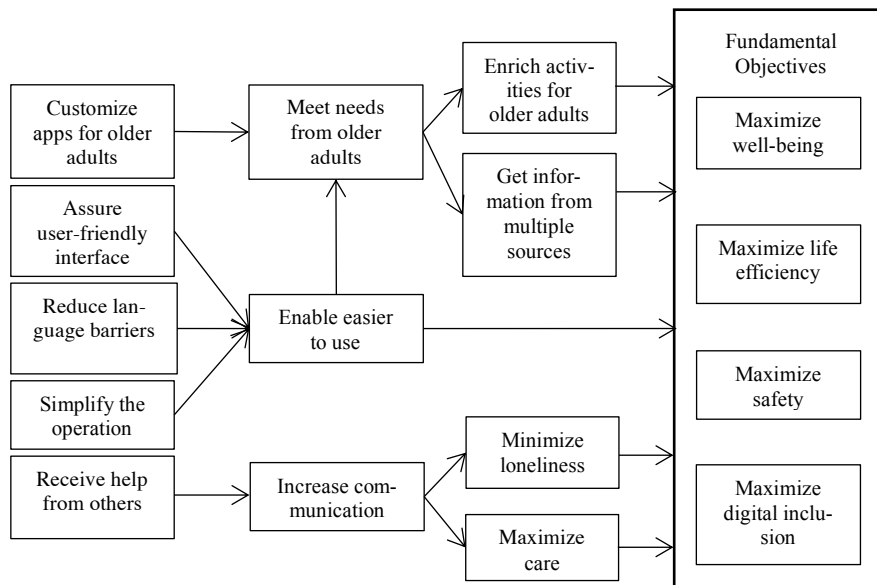 Customize
apps for older
adults
Assure
user-friendly
interface
Reduce lan-
guage barriers
Simplify the
operation
Receive help
from others
Meet needs
from older
adults
Enable easier
to use
Increase com-
munication
Enrich activ-
ities for
older adults
Get infor-
mation from
multiple
sources
Minimize
loneliness
Maximize
care
Fundamental
Objectives
Maximize
well-being
Maximize life
efficiency
Maximize
safety
Maximize
digital inclu-
sion